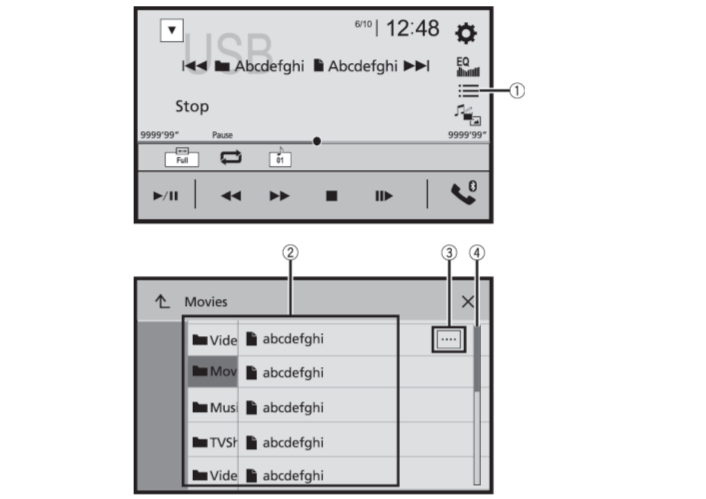 6/10 12:48
USB
Abcdefghi Abcdefghi
EQ
①
Stop
9999'99" Pause 9999'99"
Full 01
② ③ ④
Movies
Vide abcdefghi
Mov abcdefghi
Musi abcdefghi
TVSh abcdefghi
Vide abcdefghi